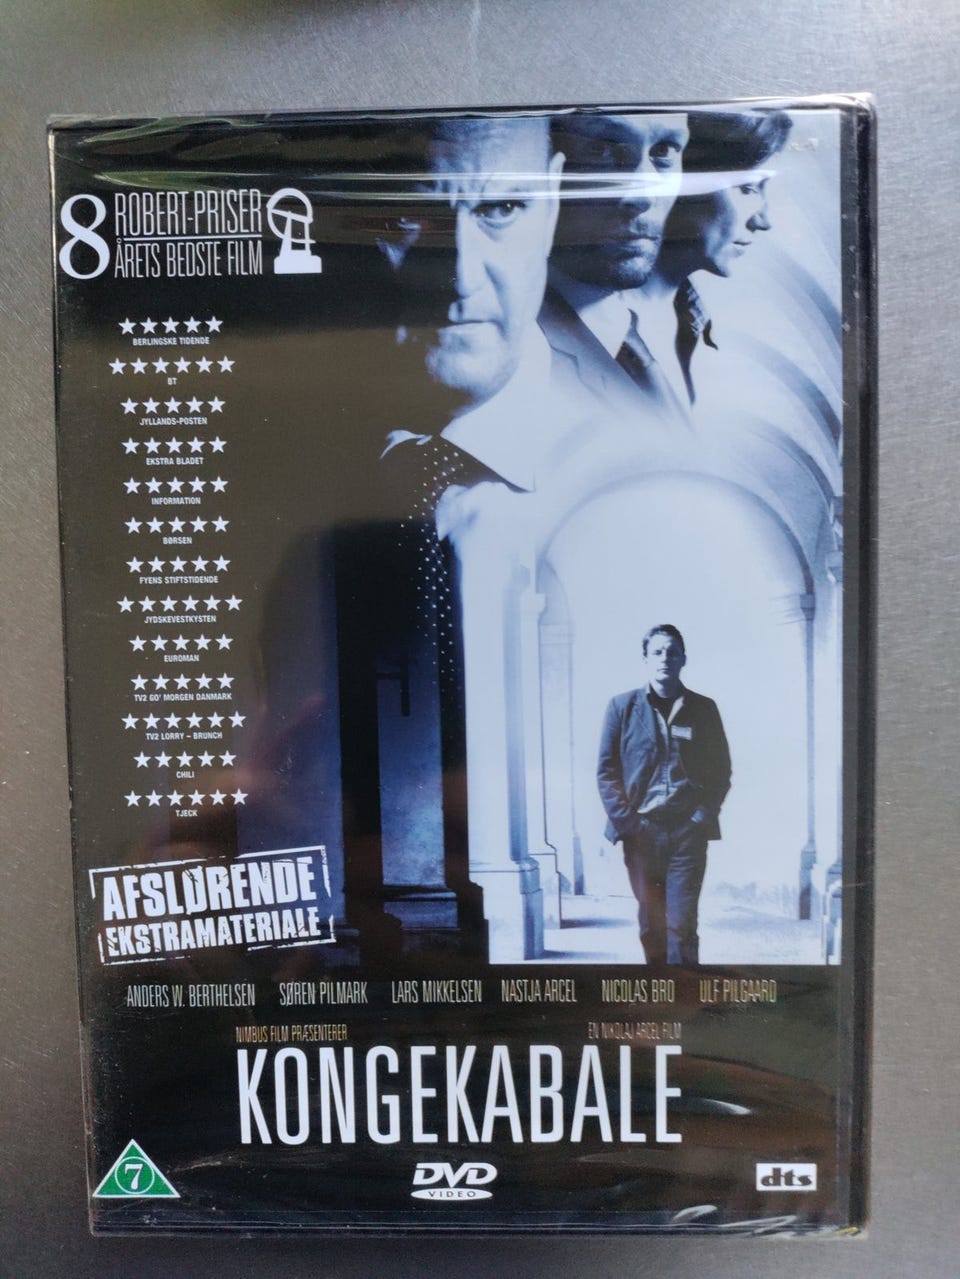 8
ROBERT-PRISER
ÅRETS BEDSTE FILM
★★★★★
BERLINGSKE TIDENDE
★★★★★★
BT
★★★★★
JYLLANDS-POSTEN
★★★★★
EKSTRA BLADET
★★★★★
INFORMATION
★★★★★
BØRSEN
★★★★★
FYENS STIFTSTIDENDE
★★★★★★
JYDSKEVESTKYSTEN
★★★★★
EUROMAN
★★★★★
TV2 GO' MORGEN DANMARK
★★★★★★
TV2 LORRY – BRUNCH
★★★★★
CHILI
★★★★★★
TJECK
AFSLØRENDE
EKSTRAMATERIALE
ANDERS W. BERTHELSEN SØREN PILMARK LARS MIKKELSEN NASTJA ARCEL NICOLAS BRO ULF PILGAARD
NIMBUS FILM PRÆSENTERER EN NIKOLAJ ARCEL FILM
KONGEKABALE
7
DVD
VIDEO
dts